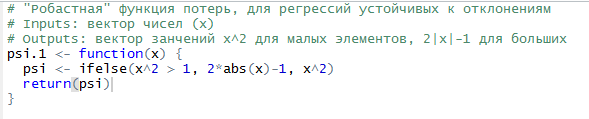 # "Робастная" функция потерь, для регрессий устойчивых к отклонениям
# Inputs: вектор чисел (x)
# Outputs: вектор занчений x^2 для малых элементов, 2|x|-1 для больших
psi.1 <- function(x) {
  psi <- ifelse(x^2 > 1, 2*abs(x)-1, x^2)
  return(psi)
}